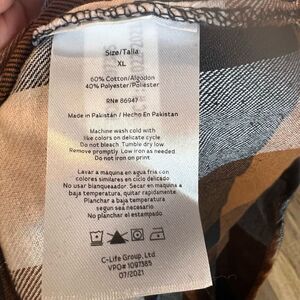 Size/Talla
XL
60% Cotton/Algodon
40% Polyester/Poliester
RN# 86947
Made in Pakistan / Hecho En Pakistan
Machine wash cold with
like colors on delicate cycle
Do not bleach. Tumble dry low
Remove promptly. Low iron as needed.
Do not print on trim
Lavar a maquina en agua fria con
colores similares en ciclo delicado
No usar blanqueador. Secar en maquina a
baja temperatura, quitar rapidamente
Planchar a baja temperatura
segun sea necesario
No planchar en el estampado
C-Life Group, Ltd
VPO# 1097385
07/2021